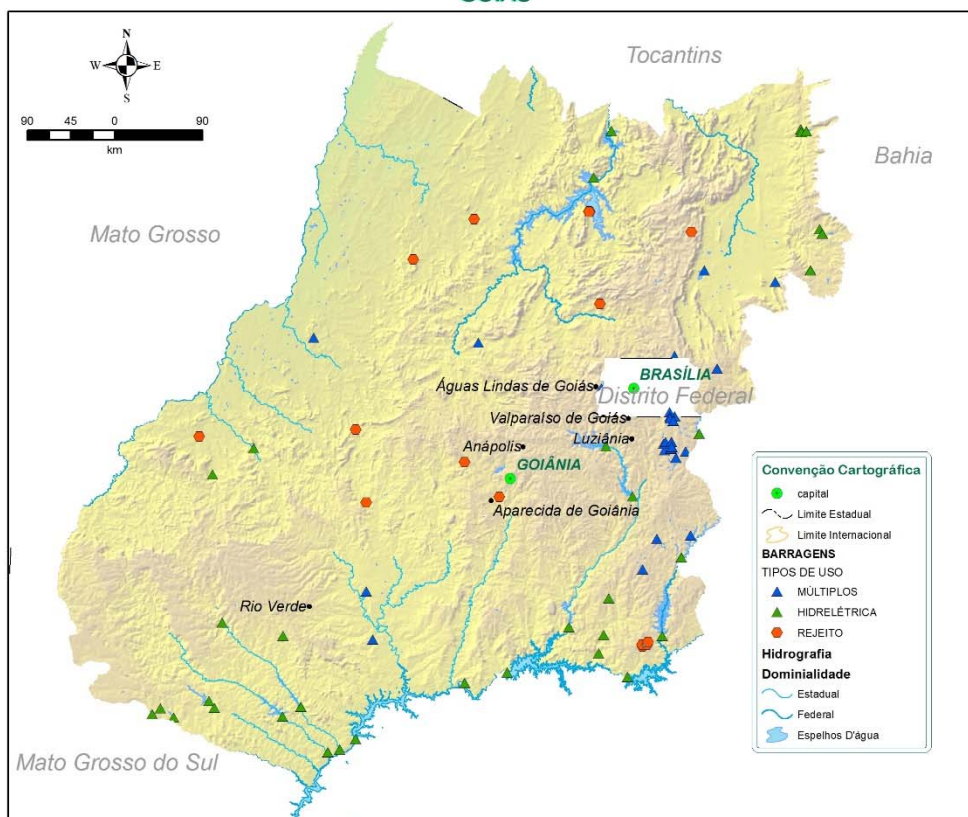 GOIÁS
N
W E
S
Tocantins
90 45 0 90
km
Bahia
Mato Grosso
BRASÍLIA
Águas Lindas de Goiás
Distrito Federal
Valparaíso de Goiás
Luziânia
Anápolis
GOIÂNIA
Aparecida de Goiânia
Rio Verde
Mato Grosso do Sul
Convenção Cartográfica
capital
Limite Estadual
Limite Internacional
BARRAGENS
TIPOS DE USO
MÚLTIPLOS
HIDRELÉTRICA
REJEITO
Hidrografia
Dominialidade
Estadual
Federal
Espelhos D'água